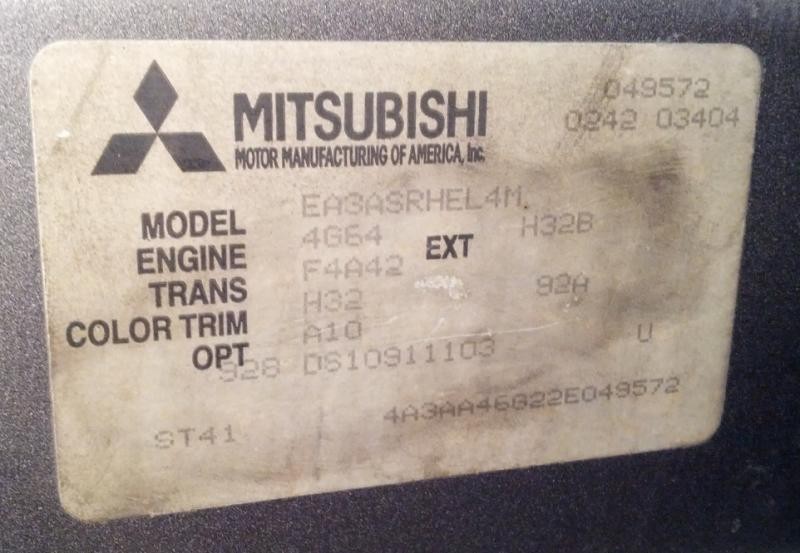 049572
0242 03404
MITSUBISHI
MOTOR MANUFACTURING OF AMERICA, Inc.
MODEL EA3ASRHEL4M
ENGINE 4G64 EXT H32B
TRANS F4A42
COLOR TRIM H32 92A
OPT A10
928 DS10911103 U
4A3AA46G22E049572
ST41